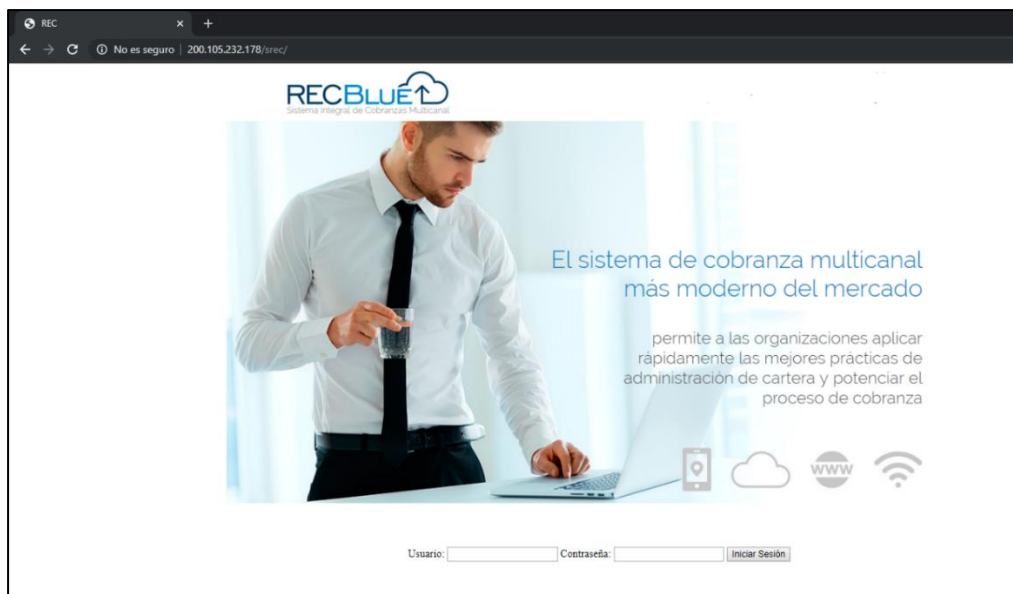 REC
No es seguro | 200.105.232.178/srec/
RECBLUE
Sistema Integral de Cobranzas Multicanal
El sistema de cobranza multicanal
más moderno del mercado
permite a las organizaciones aplicar
rápidamente las mejores prácticas de
administración de cartera y potenciar el
proceso de cobranza
www
Usuario: Contraseña: Iniciar Sesión